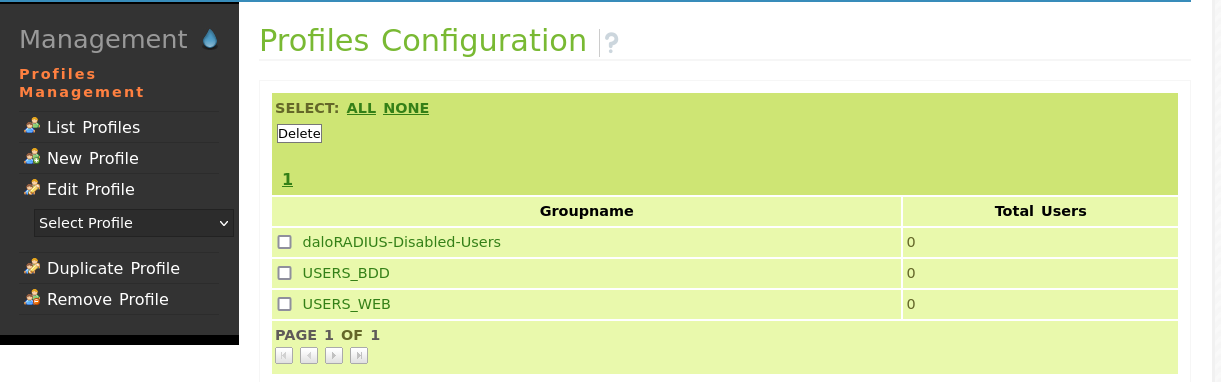 Management
Profiles
Management
List Profiles
New Profile
Edit Profile
Select Profile
Duplicate Profile
Remove Profile
Profiles Configuration ?
SELECT: ALL NONE
Delete
1
Groupname Total Users
daloRADIUS-Disabled-Users 0
USERS_BDD 0
USERS_WEB 0
PAGE 1 OF 1